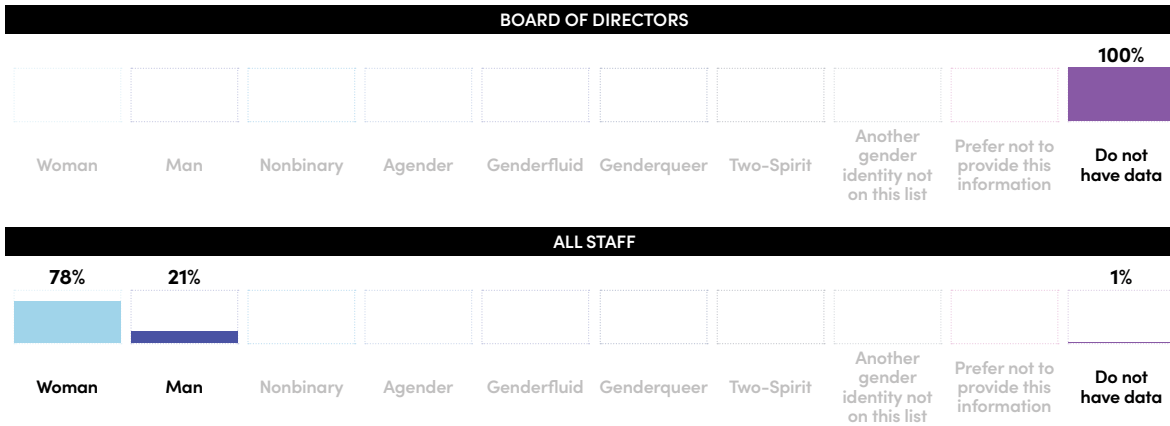 BOARD OF DIRECTORS
100%
Woman
Man
Nonbinary
Agender
Genderfluid
Genderqueer
Two-Spirit
Another
gender
identity not
on this list
Prefer not to
provide this
information
Do not
have data
ALL STAFF
78%
21%
1%
Woman
Man
Nonbinary
Agender
Genderfluid
Genderqueer
Two-Spirit
Another
gender
identity not
on this list
Prefer not to
provide this
information
Do not
have data